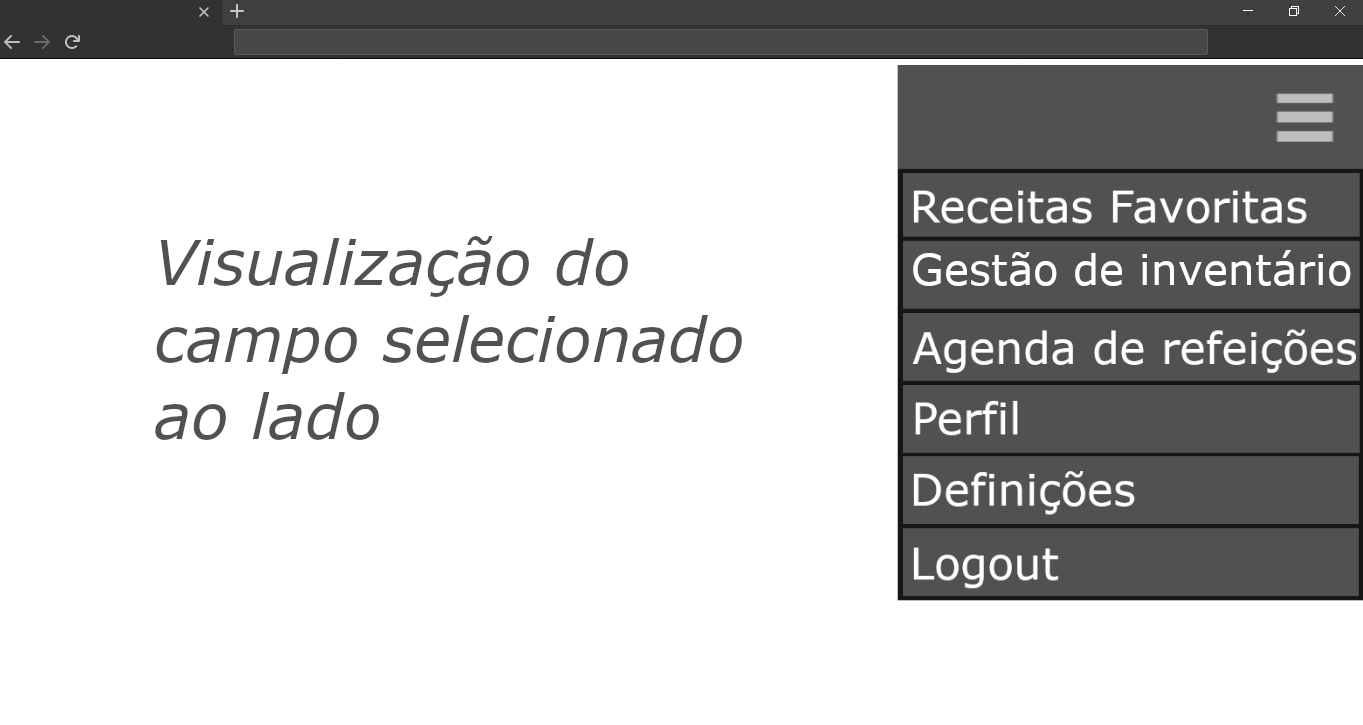 Visualização do
campo selecionado
ao lado
Receitas Favoritas
Gestão de inventário
Agenda de refeições
Perfil
Definições
Logout